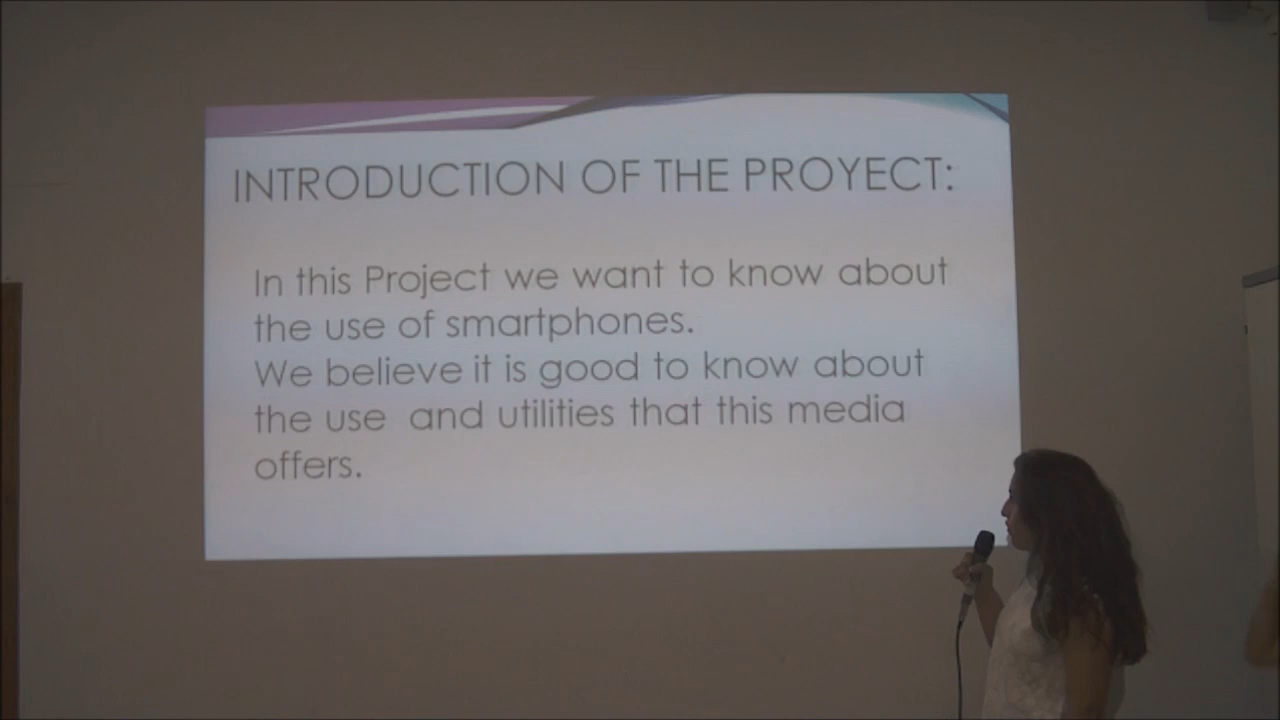 INTRODUCTION OF THE PROYECT:
In this Project we want to know about
the use of smartphones.
We believe it is good to know about
the use and utilities that this media
offers.